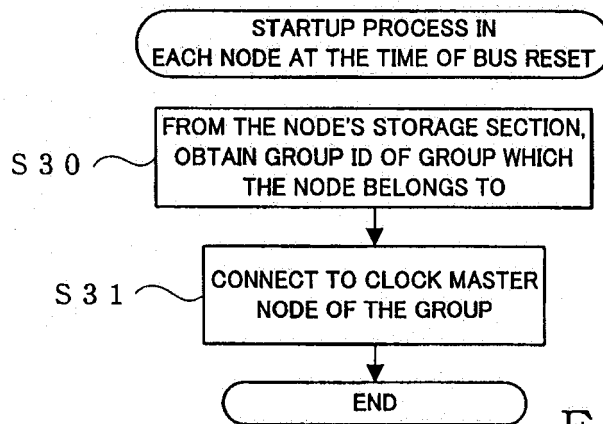 STARTUP PROCESS IN
EACH NODE AT THE TIME OF BUS RESET
S30
FROM THE NODE'S STORAGE SECTION,
OBTAIN GROUP ID OF GROUP WHICH
THE NODE BELONGS TO
S31
CONNECT TO CLOCK MASTER
NODE OF THE GROUP
END